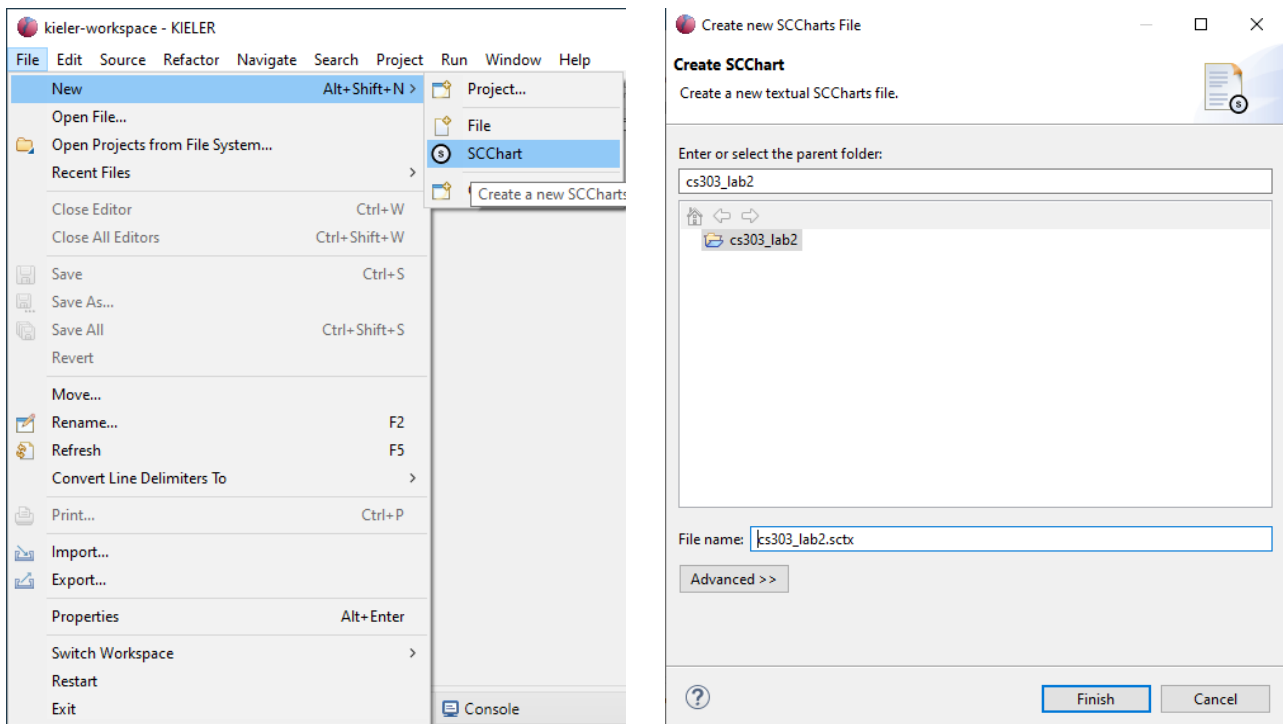 kieler-workspace - KIELER
File Edit Source Refactor Navigate Search Project Run Window Help
New Alt+Shift+N >
Open File...
Open Projects from File System...
Recent Files >
Close Editor Ctrl+W
Close All Editors Ctrl+Shift+W
Save Ctrl+S
Save As...
Save All Ctrl+Shift+S
Revert
Move...
Rename... F2
Refresh F5
Convert Line Delimiters To >
Print... Ctrl+P
Import...
Export...
Properties Alt+Enter
Switch Workspace >
Restart
Exit
Project...
File
SCChart
Create a new SCCharts
Console
Create new SCCharts File
Create SCChart
Create a new textual SCCharts file.
Enter or select the parent folder:
cs303_lab2
cs303_lab2
File name: cs303_lab2.sctx
Advanced >>
? Finish Cancel